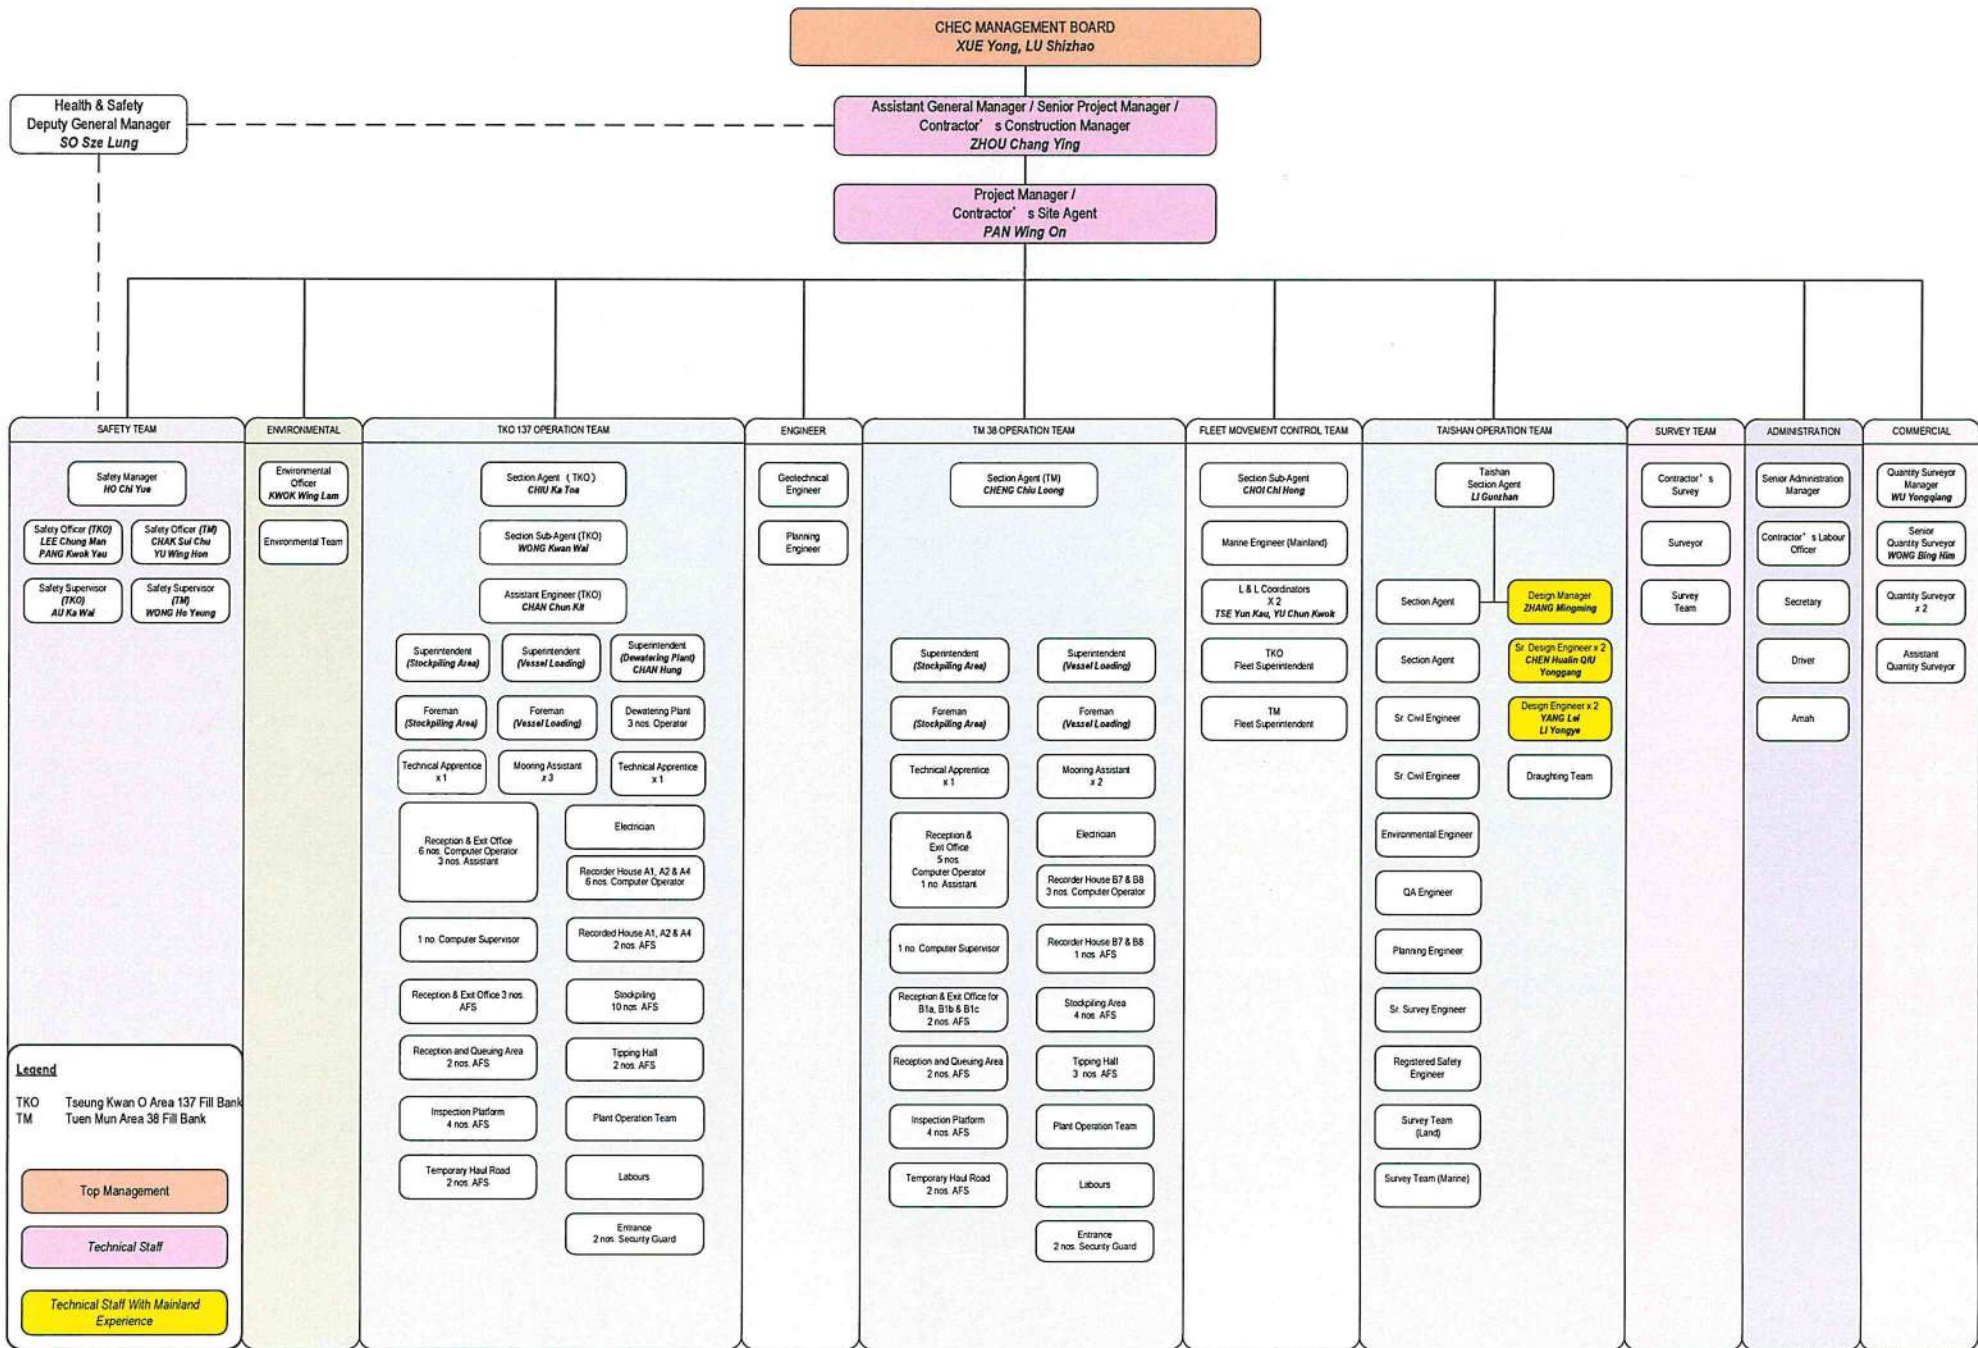 CHEC MANAGEMENT BOARD
XUE Yong, LU Shizhao
Health & Safety
Deputy General Manager
SO Sze Lung
Assistant General Manager / Senior Project Manager /
Contractor's Construction Manager
ZHOU Chang Ying
Project Manager /
Contractor's Site Agent
PAN Wing On
SAFETY TEAM
Safety Manager
HO Chi Yue
Safety Officer (TKO)
LEE Chung Man
PANG Kwok Yau
Safety Officer (TM)
CHAK Sui Chu
YU Wing Hon
Safety Supervisor
(TKO)
AU Ka Wai
Safety Supervisor
(TM)
WONG Ho Yeung
Legend
TKO Tseung Kwan O Area 137 Fill Bank
TM Tuen Mun Area 38 Fill Bank
Top Management
Technical Staff
Technical Staff With Mainland
Experience
ENVIRONMENTAL
Environmental
Officer
KWOK Wing Lam
Environmental Team
TKO 137 OPERATION TEAM
Section Agent (TKO)
CHIU Ka Toa
Section Sub-Agent (TKO)
WONG Kwan Wai
Assistant Engineer (TKO)
CHAN Chun Kit
Superintendent
(Stockpiling Area)
Superintendent
(Vessel Loading)
Superintendent
(Dewatering Plant)
CHAN Hung
Foreman
(Stockpiling Area)
Foreman
(Vessel Loading)
Dewatering Plant
3 nos. Operator
Technical Apprentice
x 1
Mooring Assistant
x 3
Technical Apprentice
x 1
Reception & Exit Office
6 nos. Computer Operator
3 nos. Assistant
Electrician
Recorder House A1, A2 & A4
6 nos. Computer Operator
1 no. Computer Supervisor
Recorded House A1, A2 & A4
2 nos. AFS
Reception & Exit Office 3 nos.
AFS
Stockpiling
10 nos. AFS
Reception and Queuing Area
2 nos. AFS
Tipping Hall
2 nos. AFS
Inspection Platform
4 nos. AFS
Plant Operation Team
Temporary Haul Road
2 nos. AFS
Labours
Entrance
2 nos. Security Guard
ENGINEER
Geotechnical
Engineer
Planning
Engineer
TM 38 OPERATION TEAM
Section Agent (TM)
CHENG Chiu Loong
Superintendent
(Stockpiling Area)
Superintendent
(Vessel Loading)
Foreman
(Stockpiling Area)
Foreman
(Vessel Loading)
Technical Apprentice
x 1
Mooring Assistant
x 2
Reception &
Exit Office
5 nos.
Computer Operator
1 no. Assistant
Electrician
Recorder House B7 & B8
3 nos. Computer Operator
1 no. Computer Supervisor
Recorder House B7 & B8
1 nos. AFS
Reception & Exit Office for
B1a, B1b & B1c
2 nos. AFS
Stockpiling Area
4 nos. AFS
Reception and Queuing Area
2 nos. AFS
Tipping Hall
3 nos. AFS
Inspection Platform
4 nos. AFS
Plant Operation Team
Temporary Haul Road
2 nos. AFS
Labours
Entrance
2 nos. Security Guard
FLEET MOVEMENT CONTROL TEAM
Section Sub-Agent
CHOI Chi Hong
Marine Engineer (Mainland)
L & L Coordinators
X 2
TSE Yun Kau, YU Chun Kwok
TKO
Fleet Superintendent
TM
Fleet Superintendent
TAISHAN OPERATION TEAM
Taishan
Section Agent
LI Guozhan
Section Agent
Design Manager
ZHANG Mingming
Section Agent
Sr. Design Engineer x 2
CHEN Hualin QIU
Yonggang
Sr. Civil Engineer
Design Engineer x 2
YANG Lei
LI Yongye
Sr. Civil Engineer
Draughting Team
Environmental Engineer
QA Engineer
Planning Engineer
Sr. Survey Engineer
Registered Safety
Engineer
Survey Team
(Land)
Survey Team (Marine)
SURVEY TEAM
Contractor's
Survey
Surveyor
Survey
Team
ADMINISTRATION
Senior Administration
Manager
Contractor's Labour
Officer
Secretary
Driver
Amah
COMMERCIAL
Quantity Surveyor
Manager
WU Yongqiang
Senior
Quantity Surveyor
WONG Bing Him
Quantity Surveyor
x 2
Assistant
Quantity Surveyor